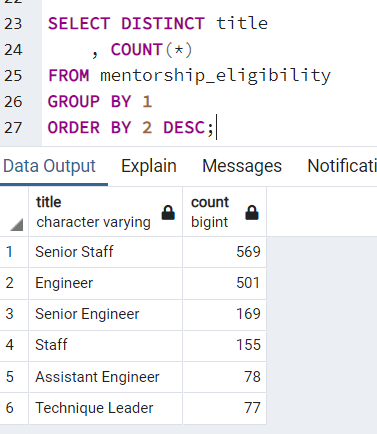 23 SELECT DISTINCT title
24 , COUNT(*)
25 FROM mentorship_eligibility
26 GROUP BY 1
27 ORDER BY 2 DESC;
Data Output Explain Messages Notificati
title count
character varying bigint
1 Senior Staff 569
2 Engineer 501
3 Senior Engineer 169
4 Staff 155
5 Assistant Engineer 78
6 Technique Leader 77